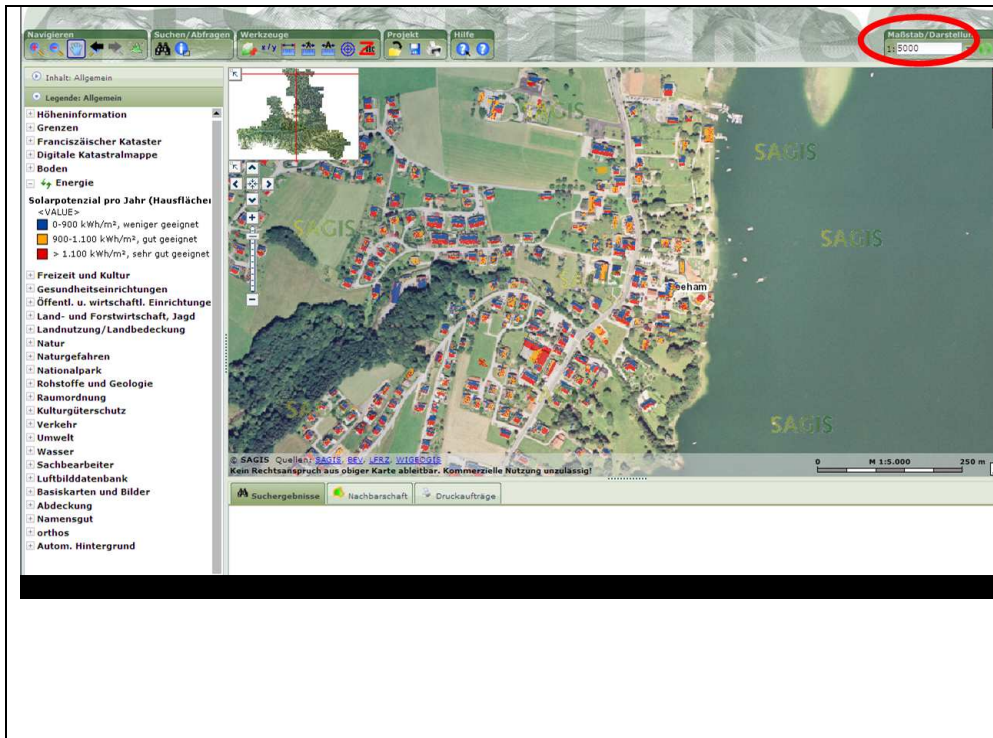 Navigieren
Suchen/Abfragen
Werkzeuge
Projekt
Hilfe
Maßstab/Darstellun
x/y
1: 5000
Inhalt: Allgemein
Legende: Allgemein
Höheninformation
Grenzen
Franciszäischer Kataster
Digitale Katastralmappe
Boden
Energie
Solarpotenzial pro Jahr (Hausflächen
<VALUE>
0-900 kWh/m², weniger geeignet
900-1.100 kWh/m², gut geeignet
> 1.100 kWh/m², sehr gut geeignet
Freizeit und Kultur
Gesundheitseinrichtungen
Öffentl. u. wirtschaftl. Einrichtunge
Land- und Forstwirtschaft, Jagd
Landnutzung/Landbedeckung
Natur
Naturgefahren
Nationalpark
Rohstoffe und Geologie
Raumordnung
Kulturgüterschutz
Verkehr
Umwelt
Wasser
Sachbearbeiter
Luftbilddatenbank
Basiskarten und Bilder
Abdeckung
Namensgut
orthos
Autom. Hintergrund
SAGIS
SAGIS
SAGIS
SAGIS
eeham
SAGIS
© SAGIS Quellen: SAGIS, BEV, LFRZ, WIGEOGIS
Kein Rechtsanspruch aus obiger Karte ableitbar. Kommerzielle Nutzung unzulässig!
0 M 1:5.000 250 m
Suchergebnisse
Nachbarschaft
Druckaufträge